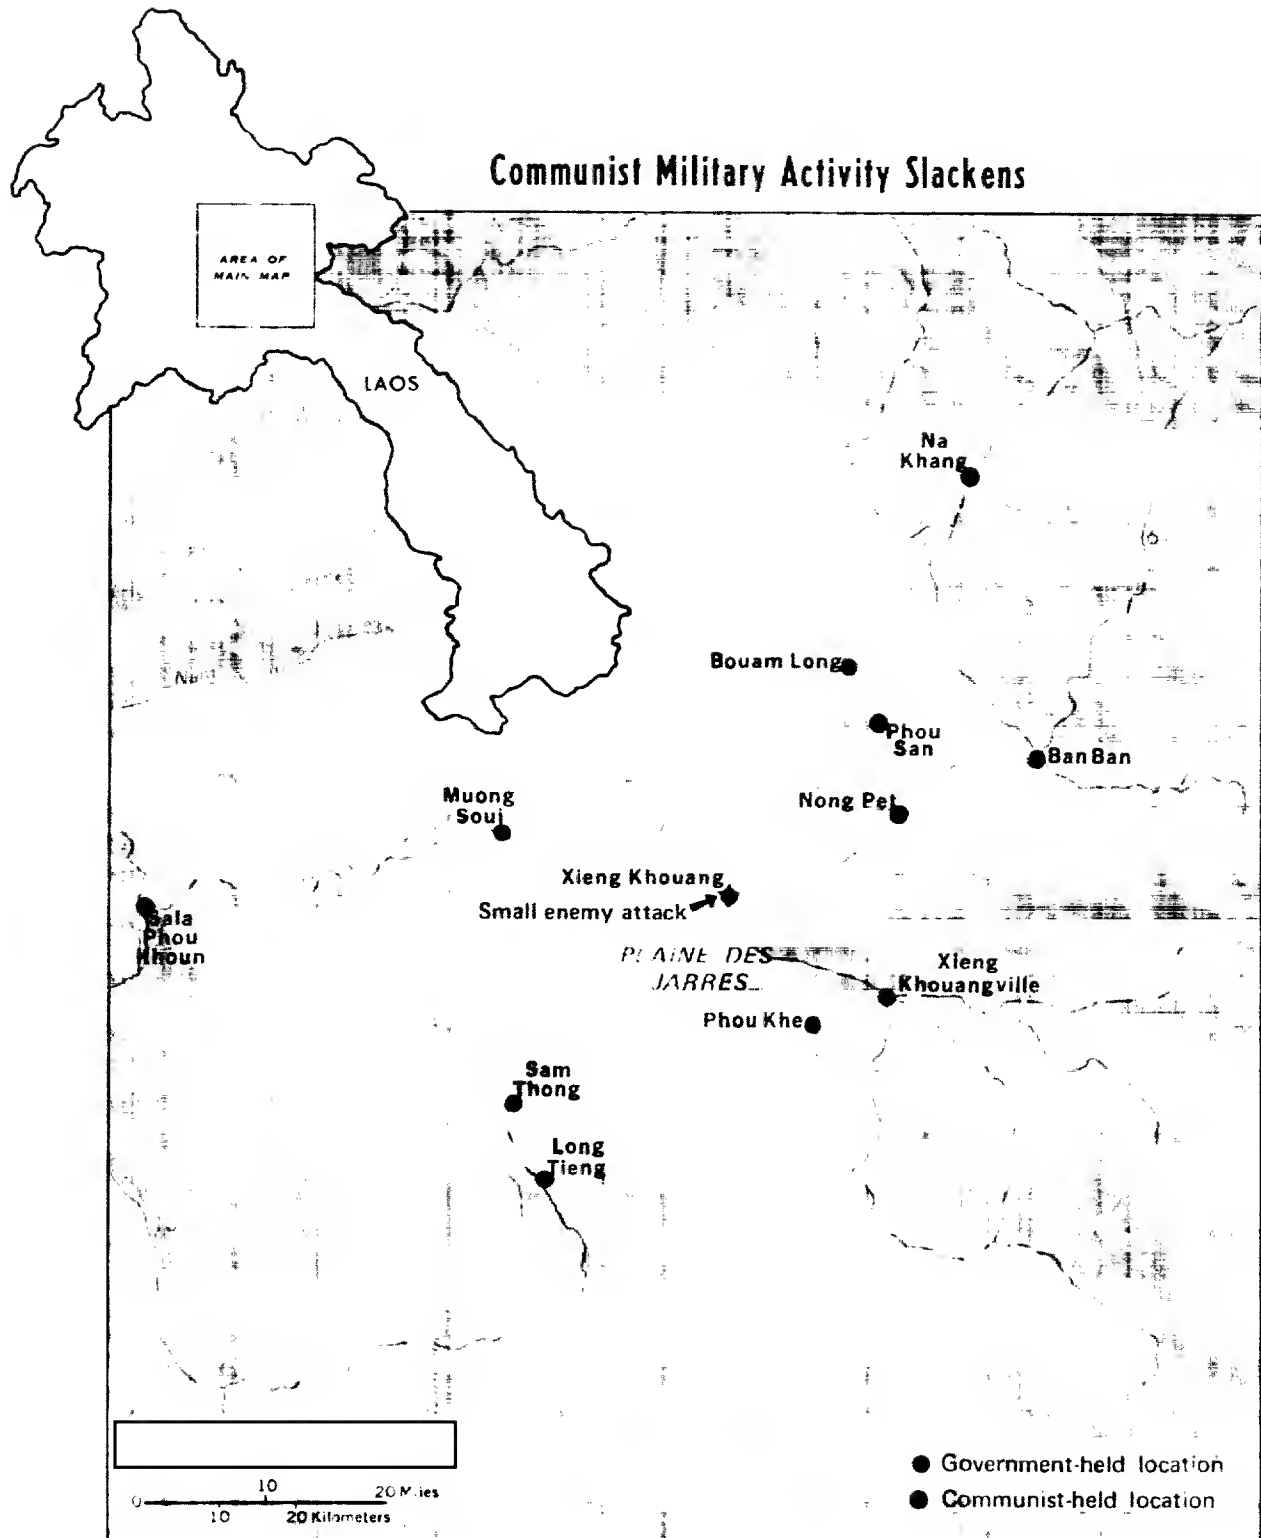 Communist Military Activity Slackens
AREA OF
MAIN MAP
LAOS
Na
Khang
Bouam Long
Phou
San
Ban Ban
Muong
Soui
Nong Pet
Xieng Khouang
Small enemy attack
Sala
Phou
Khoun
PLAINE DES
JARRES
Xieng
Khouangville
Phou Khe
Sam
Thong
Long
Tieng
0 10 20 Miles
10 20 Kilometers
Government-held location
Communist-held location